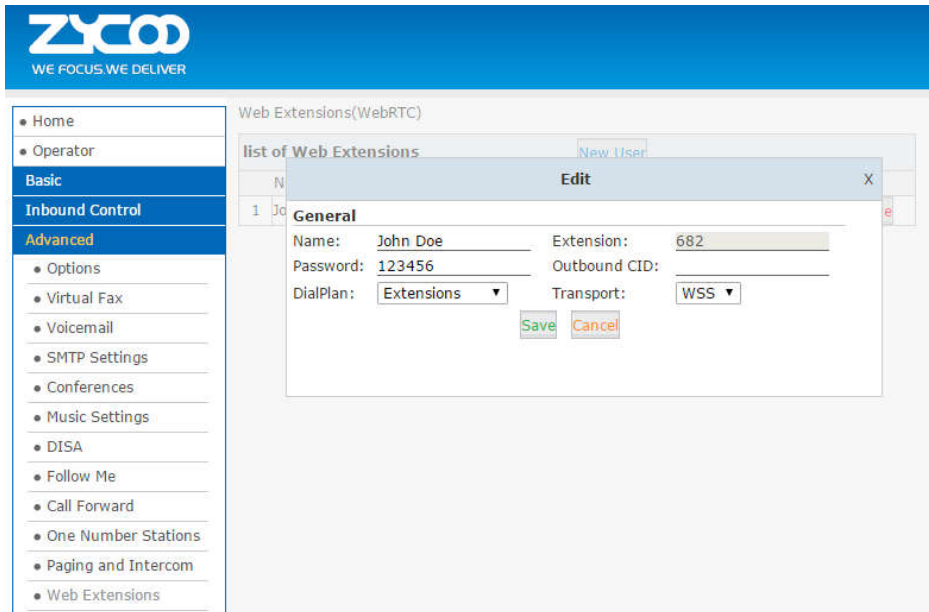 ZYCOO
WE FOCUS.WE DELIVER
Home
Operator
Basic
Inbound Control
Advanced
Options
Virtual Fax
Voicemail
SMTP Settings
Conferences
Music Settings
DISA
Follow Me
Call Forward
One Number Stations
Paging and Intercom
Web Extensions
Web Extensions(WebRTC)
list of Web Extensions New User
N
1 Jo e
Edit X
General
Name: John Doe Extension: 682
Password: 123456 Outbound CID:
DialPlan: Extensions ▼ Transport: WSS ▼
Save Cancel